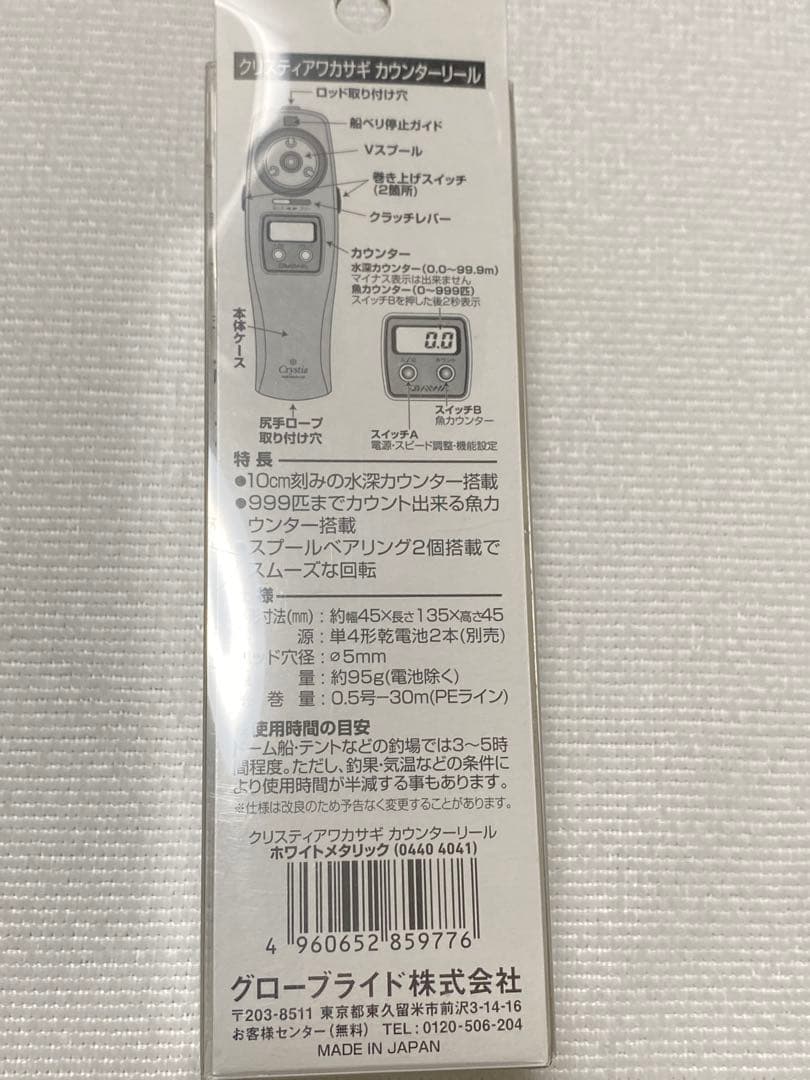 クリスティアワカサギ カウンターリール
ロッド取り付け穴
船ベリ停止ガイド
Vスプール
巻き上げスイッチ
(2箇所)
クラッチレバー
カウンター
水深カウンター(0.0〜99.9m)
マイナス表示は出来ません
魚カウンター(0〜999匹)
スイッチBを押した後2秒表示
本体ケース
Crystia
尻手ロープ
取り付け穴
0.0
カウント
DAIWA
スイッチB
魚カウンター
スイッチA
電源・スピード調整・機能設定
特長
●10cm刻みの水深カウンター搭載
●999匹までカウント出来る魚カ
ウンター搭載
●スプールベアリング2個搭載で
スムーズな回転
様
寸法(mm):約幅45×長さ135×高さ45
源:単4形乾電池2本(別売)
ッド穴径:ø5mm
量:約95g(電池除く)
巻 量:0.5号−30m(PEライン)
使用時間の目安
ドーム船・テントなどの釣場では3〜5時
間程度。ただし、釣果・気温などの条件に
より使用時間が半減する事もあります。
※仕様は改良のため予告なく変更することがあります。
クリスティアワカサギ カウンターリール
ホワイトメタリック(0440 4041)
4 960652 859776
グローブライド株式会社
〒203-8511 東京都東久留米市前沢3-14-16
お客様センター(無料) TEL:0120-506-204
MADE IN JAPAN